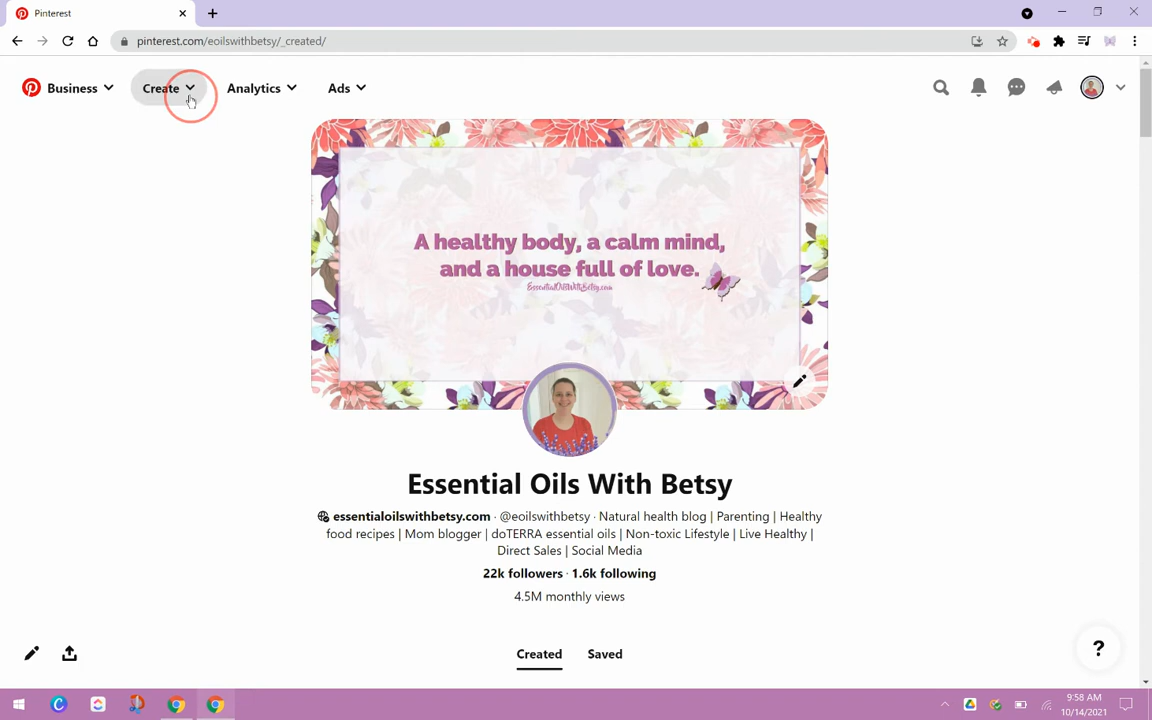 Pinterest
pinterest.com/eoilswithbetsy/_created/
Business
Create
Analytics
Ads
A healthy body, a calm mind,
and a house full of love.
EssentialOilsWithBetsy.com
Essential Oils With Betsy
essentialoilswithbetsy.com · @eoilswithbetsy · Natural health blog | Parenting | Healthy
food recipes | Mom blogger | doTERRA essential oils | Non-toxic Lifestyle | Live Healthy |
Direct Sales | Social Media
22k followers · 1.6k following
4.5M monthly views
Created
Saved
?
9:58 AM
10/14/2021